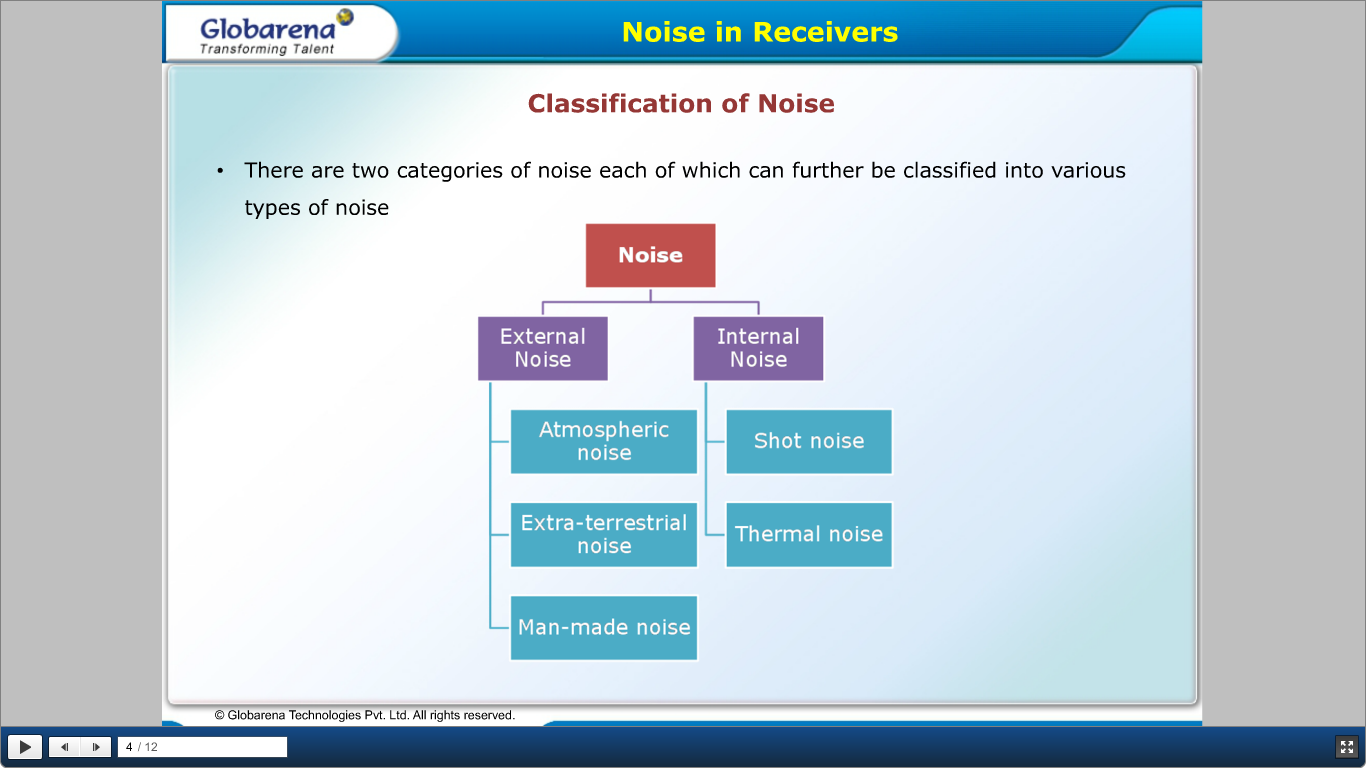 Globarena
Transforming Talent
Noise in Receivers
Classification of Noise
• There are two categories of noise each of which can further be classified into various
types of noise
Noise
External
Noise
Internal
Noise
Atmospheric
noise
Shot noise
Extra-terrestrial
noise
Thermal noise
Man-made noise
© Globarena Technologies Pvt. Ltd. All rights reserved.
4 / 12